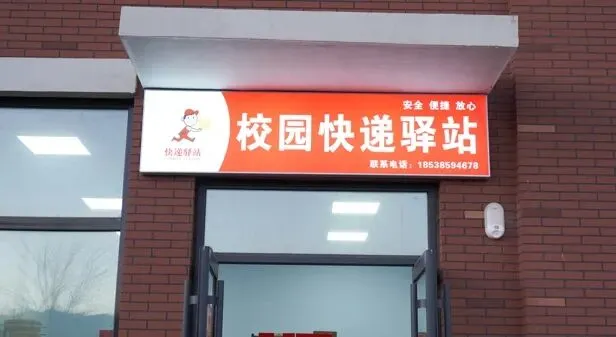 安全 便捷 放心
校园快递驿站
快递驿站
联系电话：18538594678